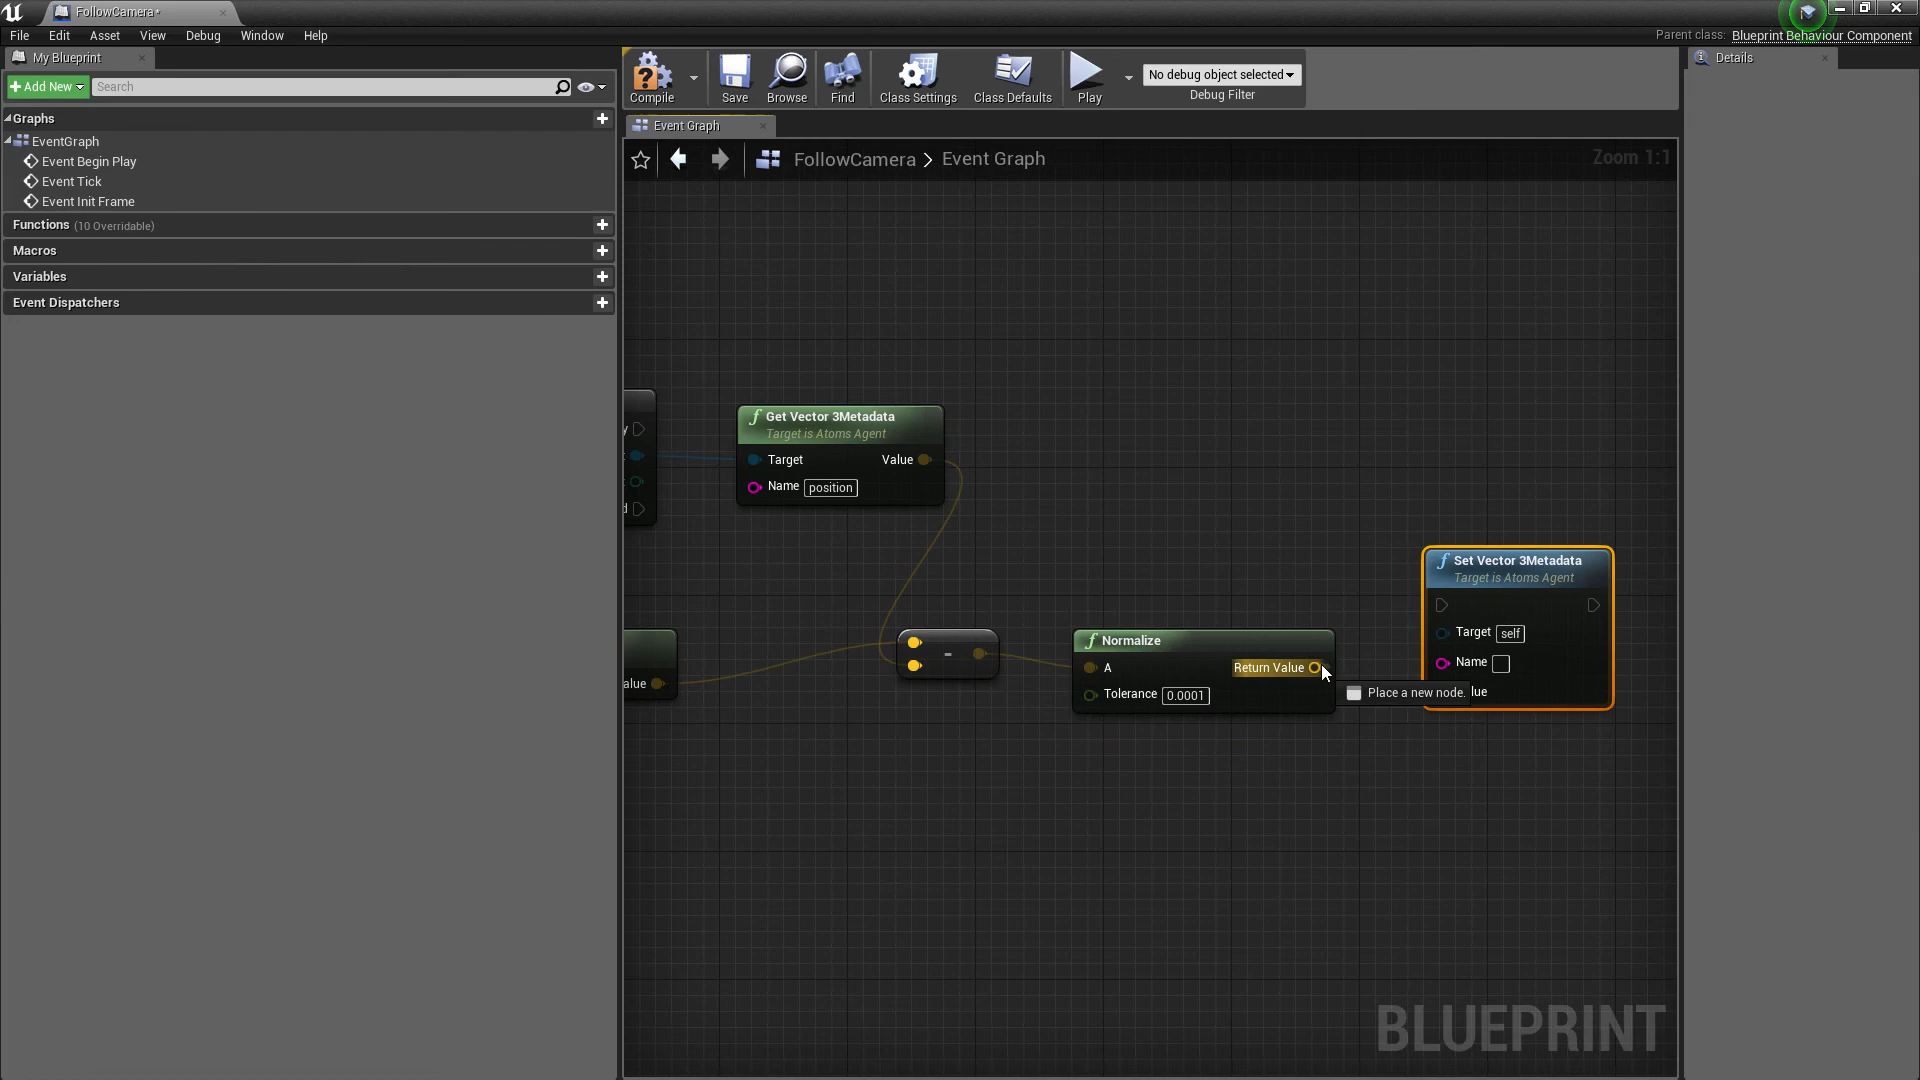 FollowCamera*
File Edit Asset View Debug Window Help
Parent class: Blueprint Behaviour Component
My Blueprint
Details
Add New
Search
Compile
Save
Browse
Find
Class Settings
Class Defaults
Play
No debug object selected
Debug Filter
Graphs
EventGraph
Event Begin Play
Event Tick
Event Init Frame
Functions (10 Overridable)
Macros
Variables
Event Dispatchers
Event Graph
FollowCamera > Event Graph
Zoom 1:1
y
d
Get Vector 3Metadata
Target is Atoms Agent
Target Value
Name position
alue
-
Normalize
A Return Value
Tolerance 0.0001
Place a new node.
Set Vector 3Metadata
Target is Atoms Agent
Target self
Name
lue
BLUEPRINT